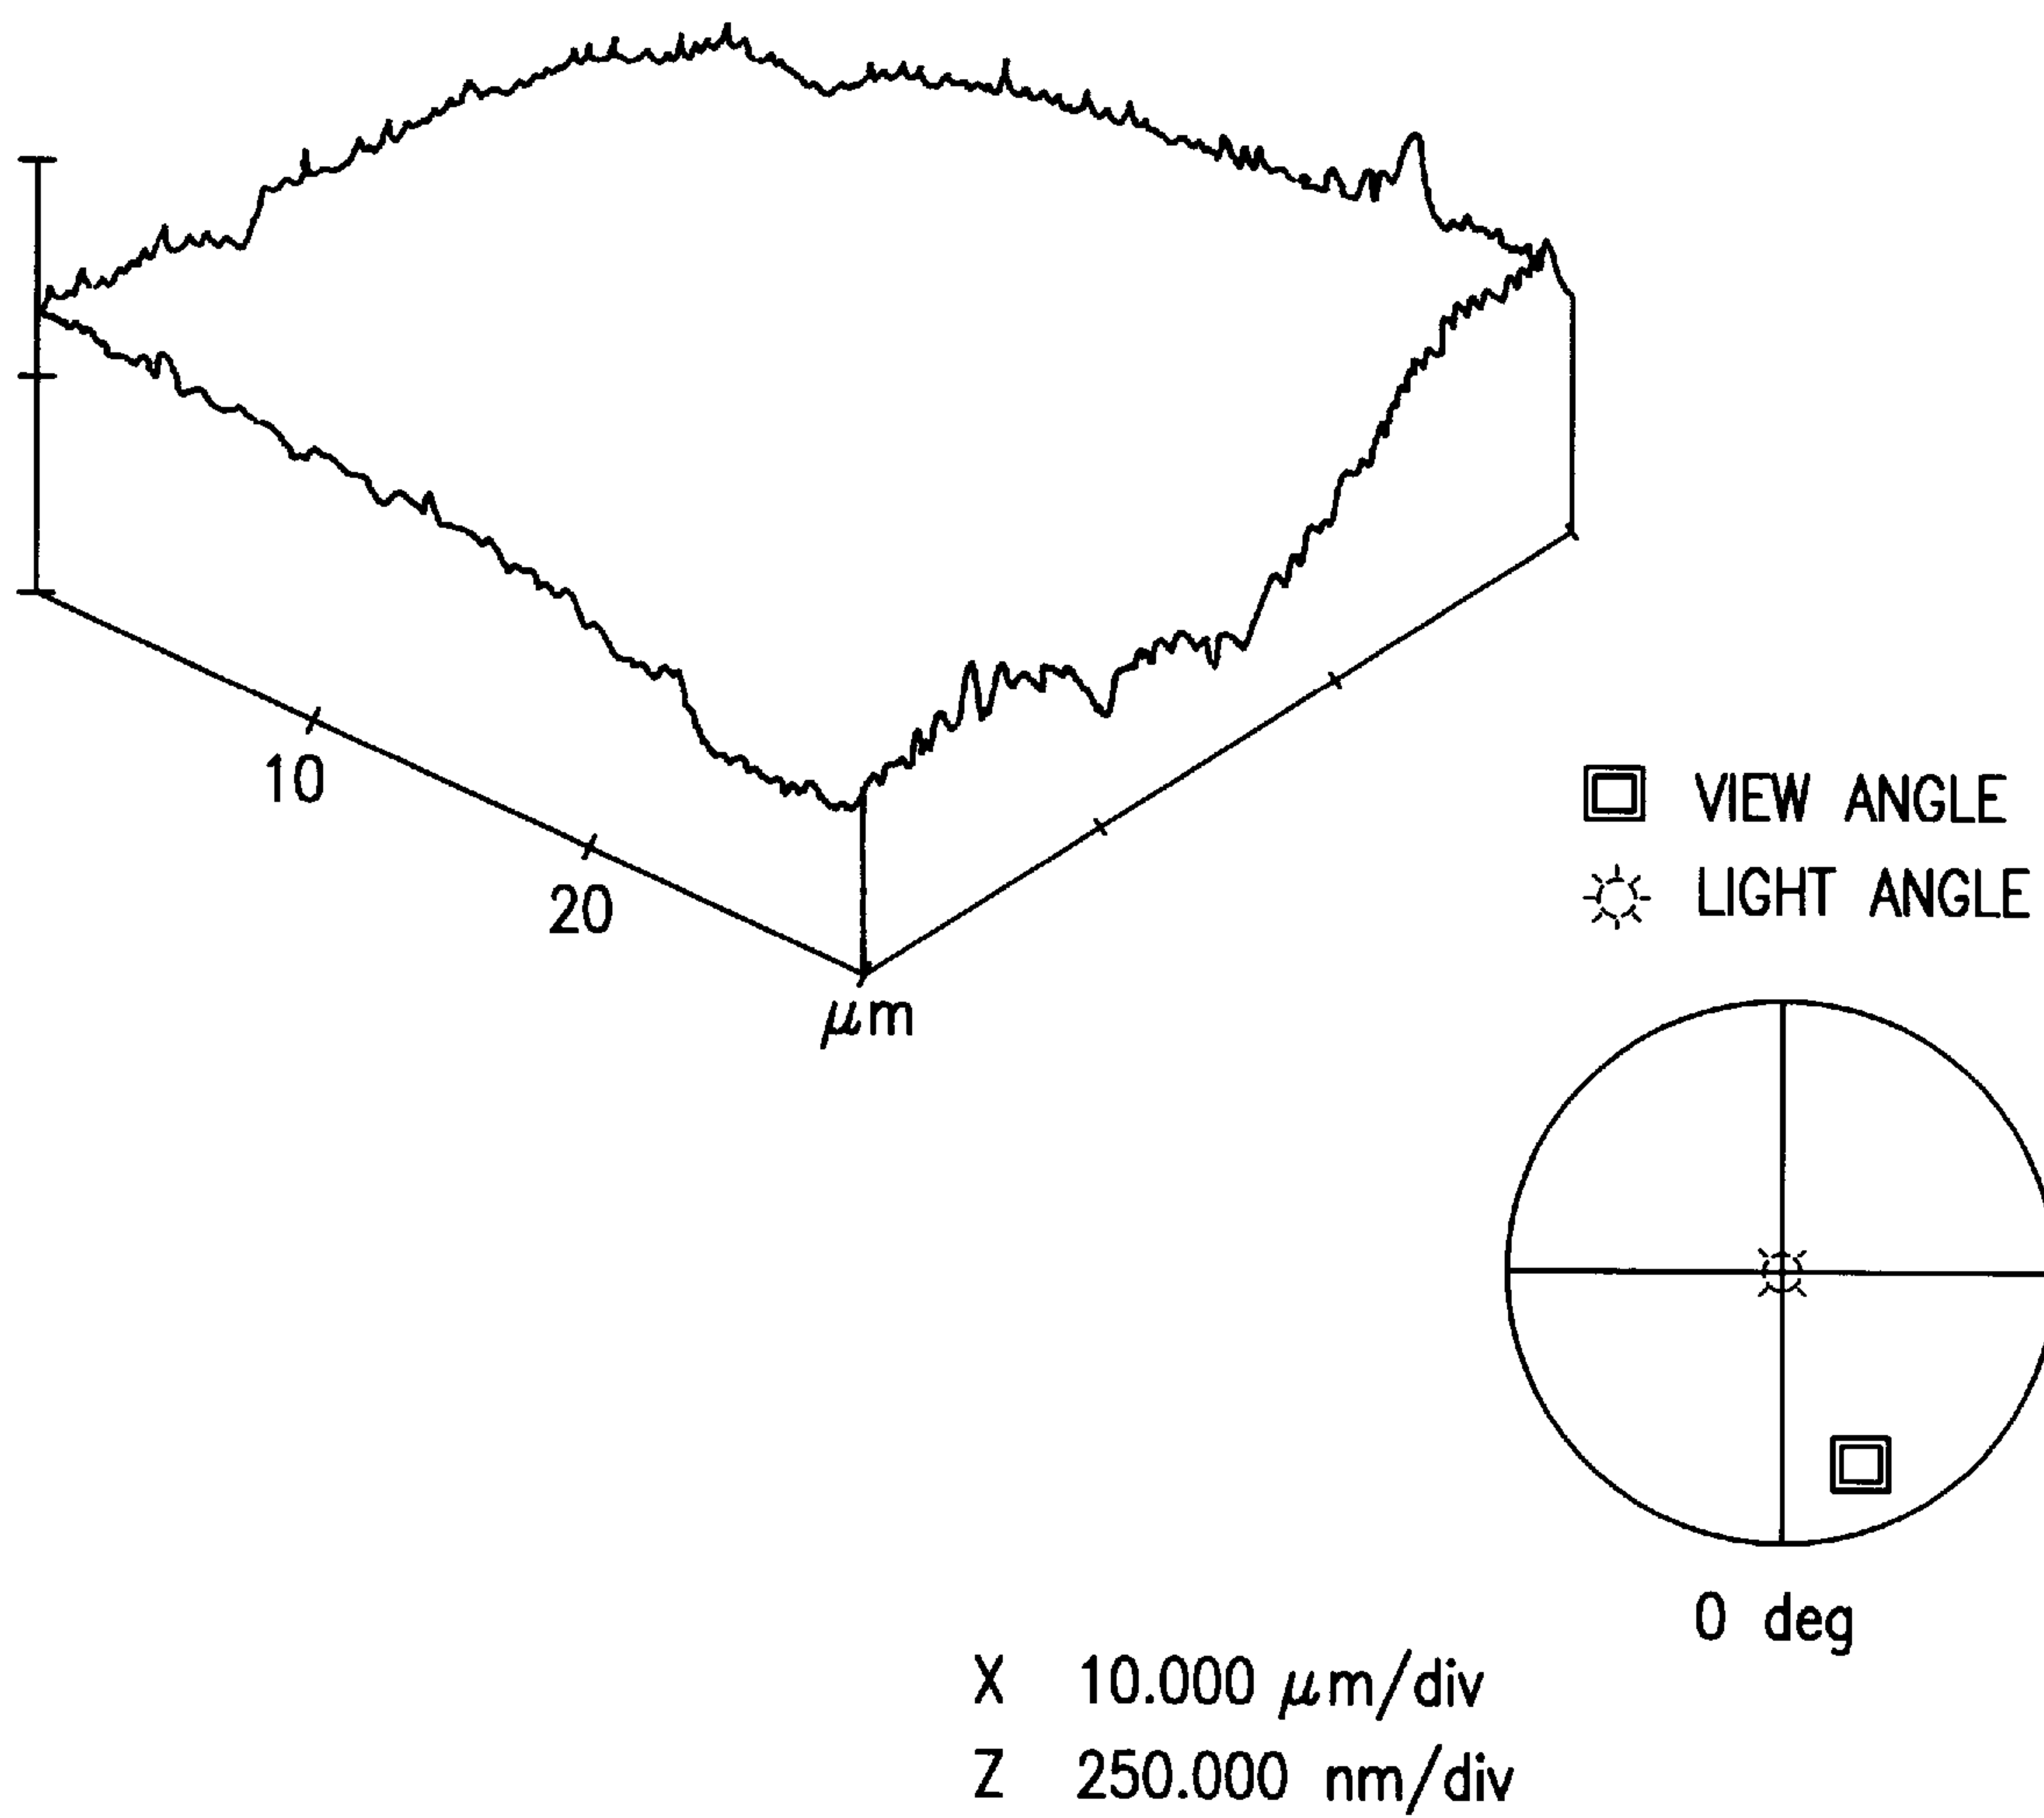 10
20
μm
VIEW ANGLE
LIGHT ANGLE
0 deg
X 10.000 μm/div
Z 250.000 nm/div